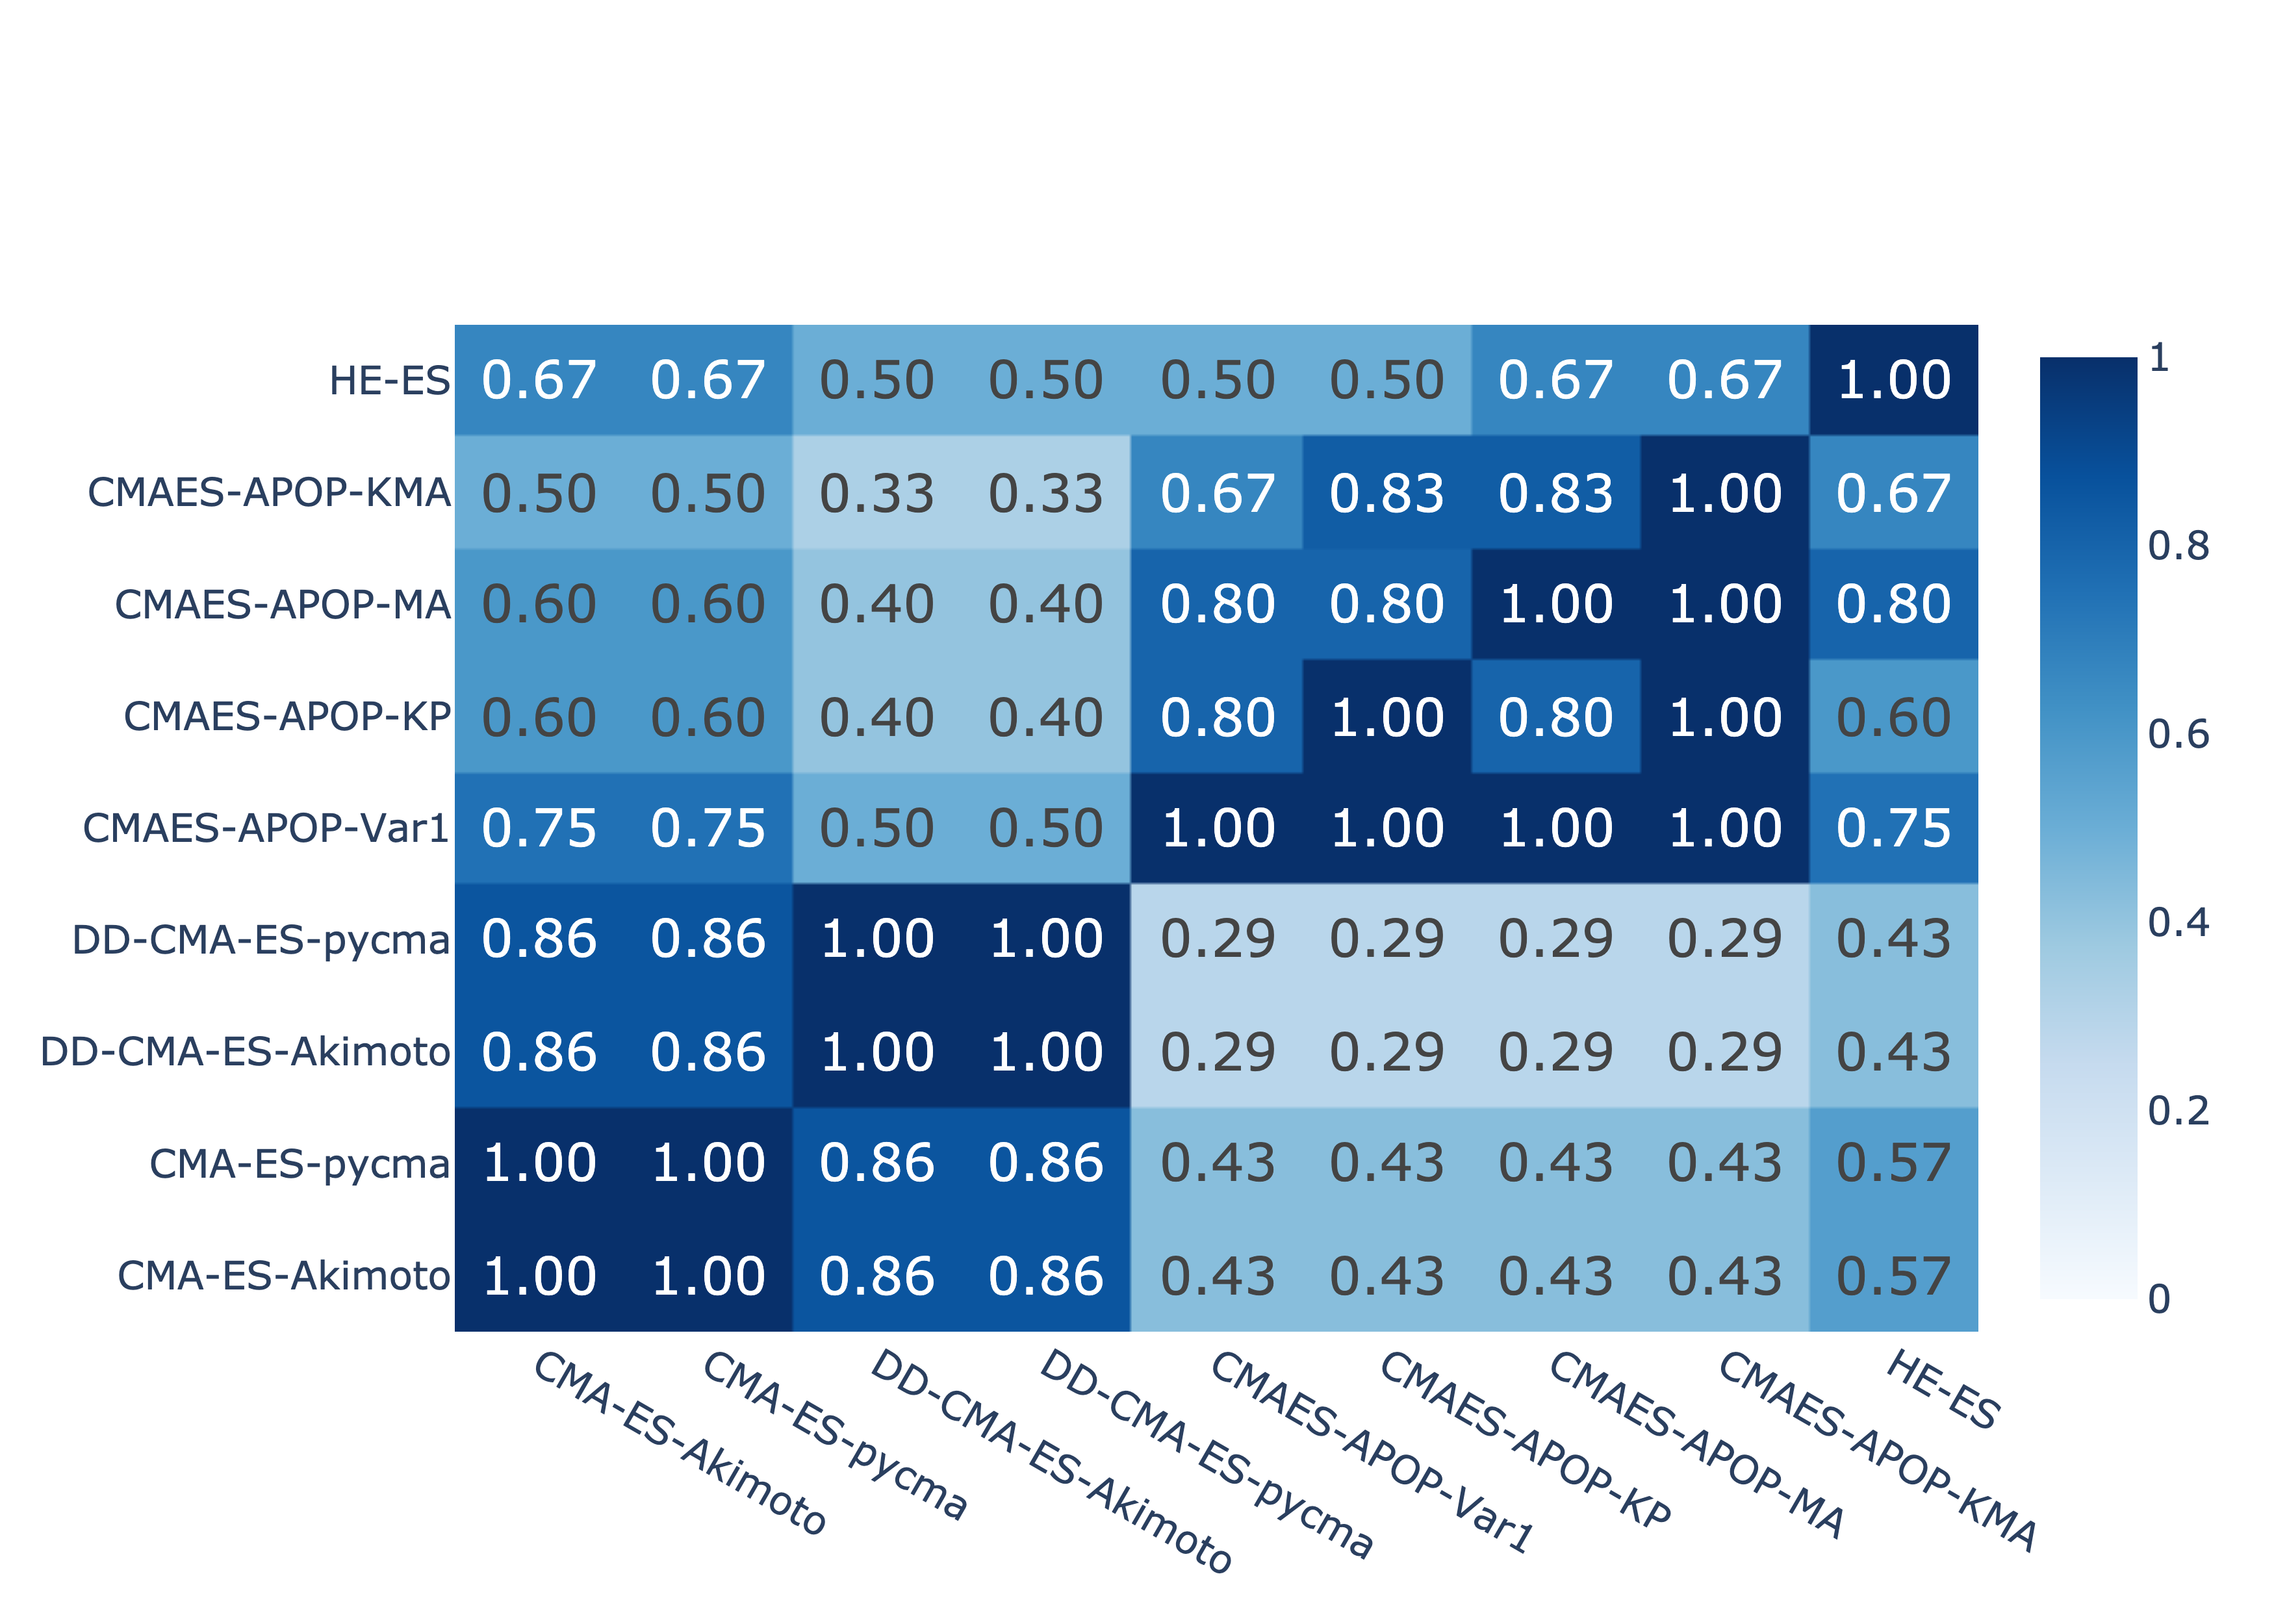 HE-ES 0.67 0.67 0.50 0.50 0.50 0.50 0.67 0.67 1.00
CMAES-APOP-KMA 0.50 0.50 0.33 0.33 0.67 0.83 0.83 1.00 0.67
CMAES-APOP-MA 0.60 0.60 0.40 0.40 0.80 0.80 1.00 1.00 0.80
CMAES-APOP-KP 0.60 0.60 0.40 0.40 0.80 1.00 0.80 1.00 0.60
CMAES-APOP-Var1 0.75 0.75 0.50 0.50 1.00 1.00 1.00 1.00 0.75
DD-CMA-ES-pycma 0.86 0.86 1.00 1.00 0.29 0.29 0.29 0.29 0.43
DD-CMA-ES-Akimoto 0.86 0.86 1.00 1.00 0.29 0.29 0.29 0.29 0.43
CMA-ES-pycma 1.00 1.00 0.86 0.86 0.43 0.43 0.43 0.43 0.57
CMA-ES-Akimoto 1.00 1.00 0.86 0.86 0.43 0.43 0.43 0.43 0.57
CMA-ES-Akimoto
CMA-ES-pycma
DD-CMA-ES-Akimoto
DD-CMA-ES-pycma
CMAES-APOP-Var1
CMAES-APOP-KP
CMAES-APOP-MA
CMAES-APOP-KMA
HE-ES
1
0.8
0.6
0.4
0.2
0